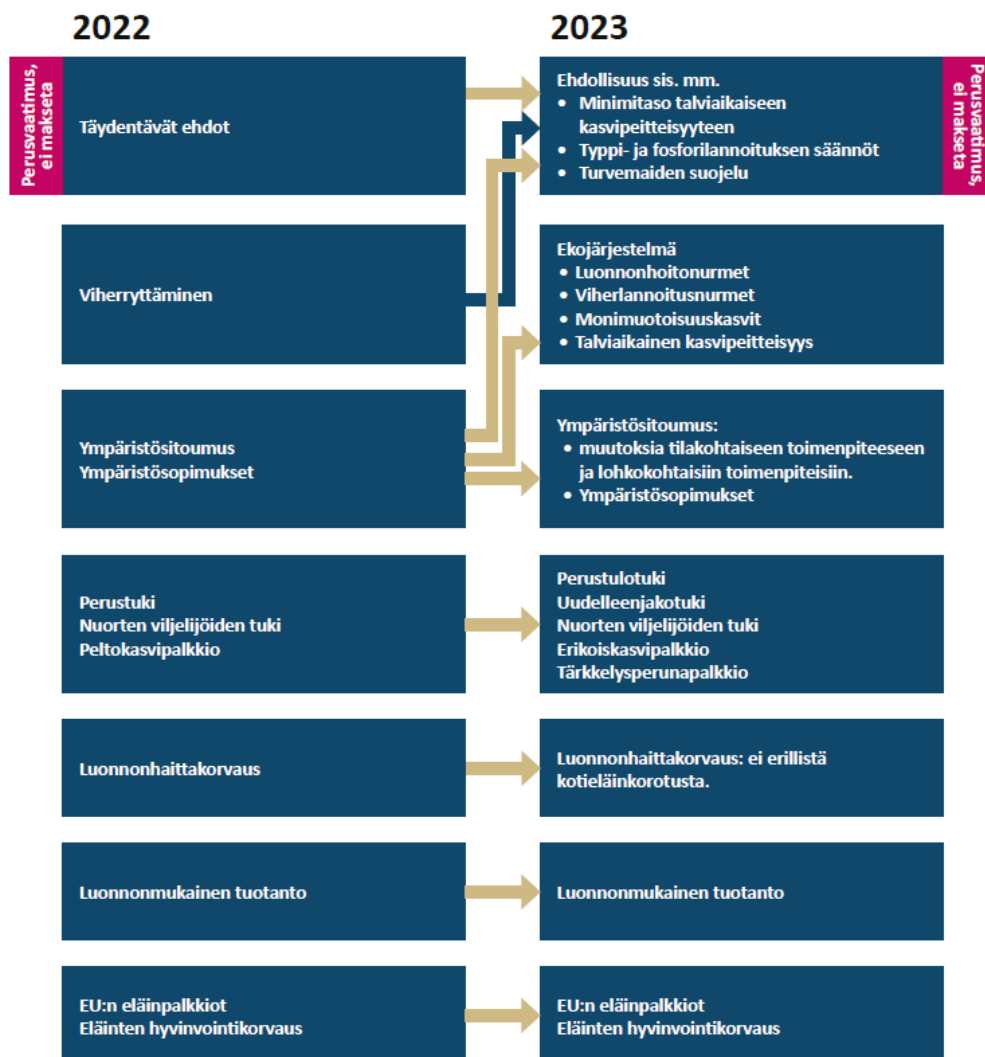 2022
2023
Perusvaatimus,
ei makseta
Täydentävät ehdot
Ehdollisuus sis. mm.
• Minimitaso talviaikaiseen
kasvipeitteisyyteen
• Typpi- ja fosforilannoituksen säännöt
• Turvemaiden suojelu
Perusvaatimus,
ei makseta
Viherryttäminen
Ekojärjestelmä
• Luonnonhoitonurmet
• Viherlannoitusnurmet
• Monimuotoisuuskasvit
• Talviaikainen kasvipeitteisyys
Ympäristösitoumus
Ympäristösopimukset
Ympäristösitoumus:
• muutoksia tilakohtaiseen toimenpiteeseen
ja lohkokohtaisiin toimenpiteisiin.
• Ympäristösopimukset
Perustuki
Nuorten viljelijöiden tuki
Peltokasvipalkkio
Perustulotuki
Uudelleenjakotuki
Nuorten viljelijöiden tuki
Erikoiskasvipalkkio
Tärkkelysperunapalkkio
Luonnonhaittakorvaus
Luonnonhaittakorvaus: ei erillistä
kotieläinkorotusta.
Luonnonmukainen tuotanto
Luonnonmukainen tuotanto
EU:n eläinpalkkiot
Eläinten hyvinvointikorvaus
EU:n eläinpalkkiot
Eläinten hyvinvointikorvaus